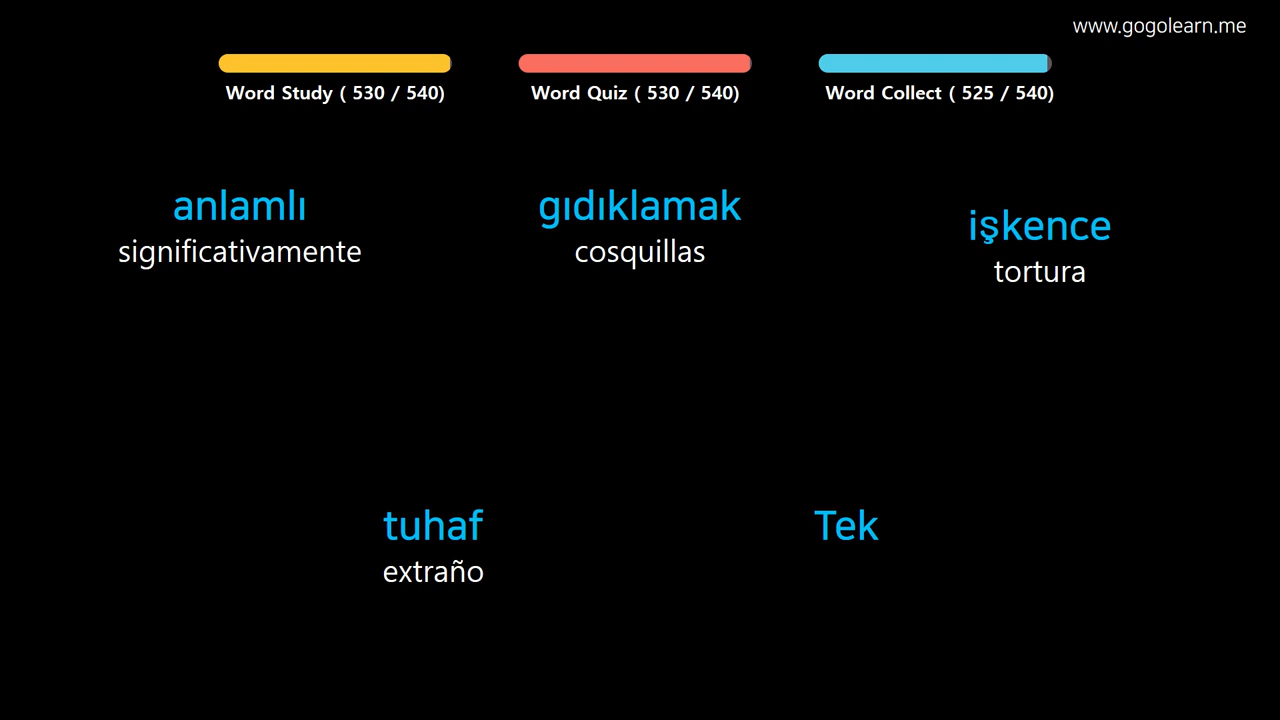 www.gogolearn.me
Word Study ( 530 / 540)
Word Quiz ( 530 / 540)
Word Collect ( 525 / 540)
anlamlı
significativamente
gıdıklamak
cosquillas
işkence
tortura
tuhaf
extraño
Tek